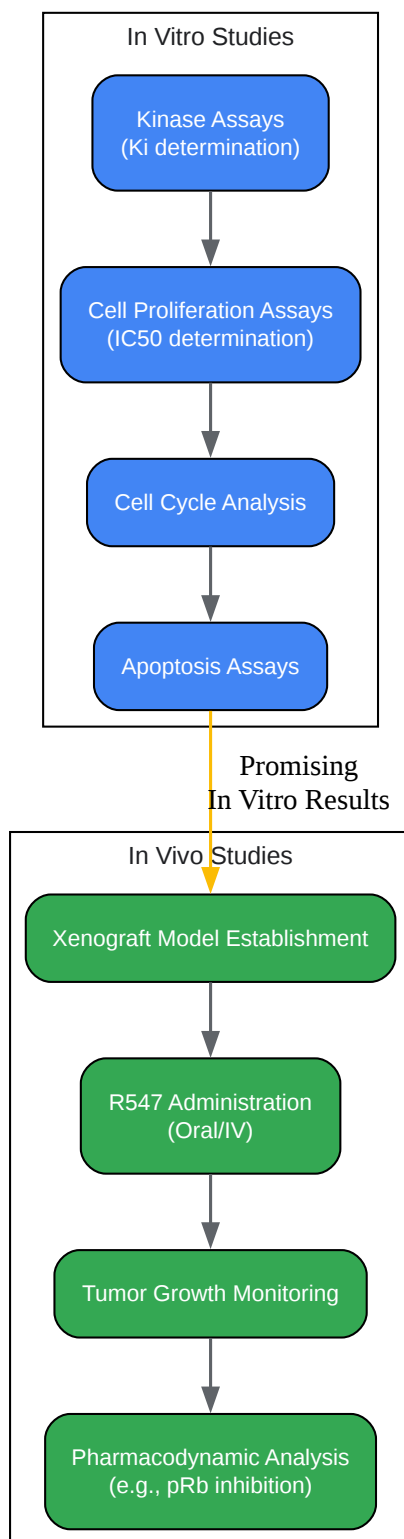 In Vitro Studies
Kinase Assays
(Ki determination)
Cell Proliferation Assays
(IC50 determination)
Cell Cycle Analysis
Apoptosis Assays
Promising
In Vitro Results
In Vivo Studies
Xenograft Model Establishment
R547 Administration
(Oral/IV)
Tumor Growth Monitoring
Pharmacodynamic Analysis
(e.g., pRb inhibition)